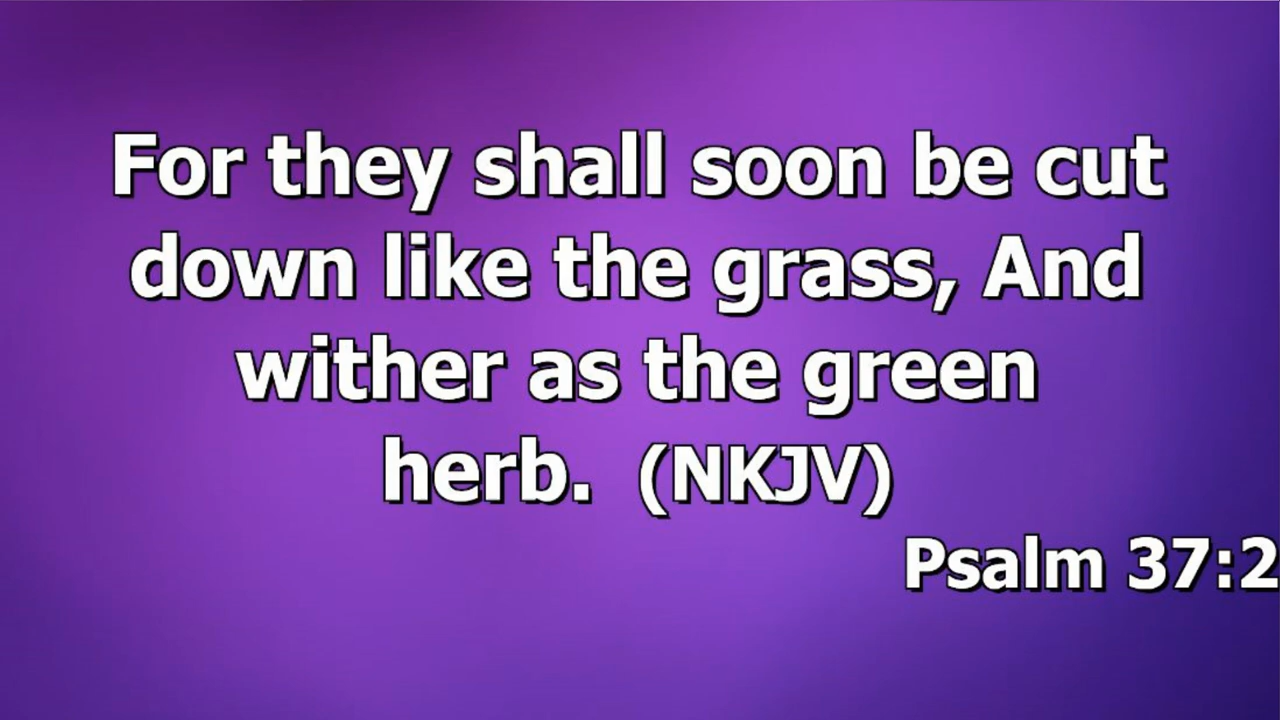 For they shall soon be cut
down like the grass, And
wither as the green
herb.  (NKJV)
Psalm 37:2